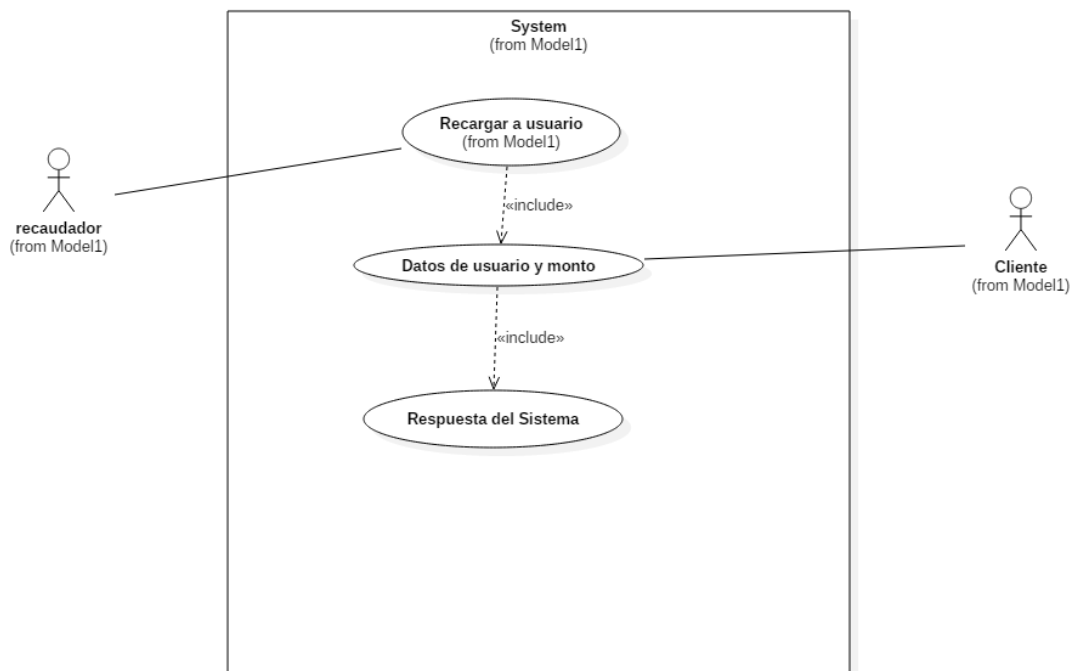 System
(from Model1)
Recargar a usuario
(from Model1)
«include»
recaudador
(from Model1)
Datos de usuario y monto
Cliente
(from Model1)
«include»
Respuesta del Sistema